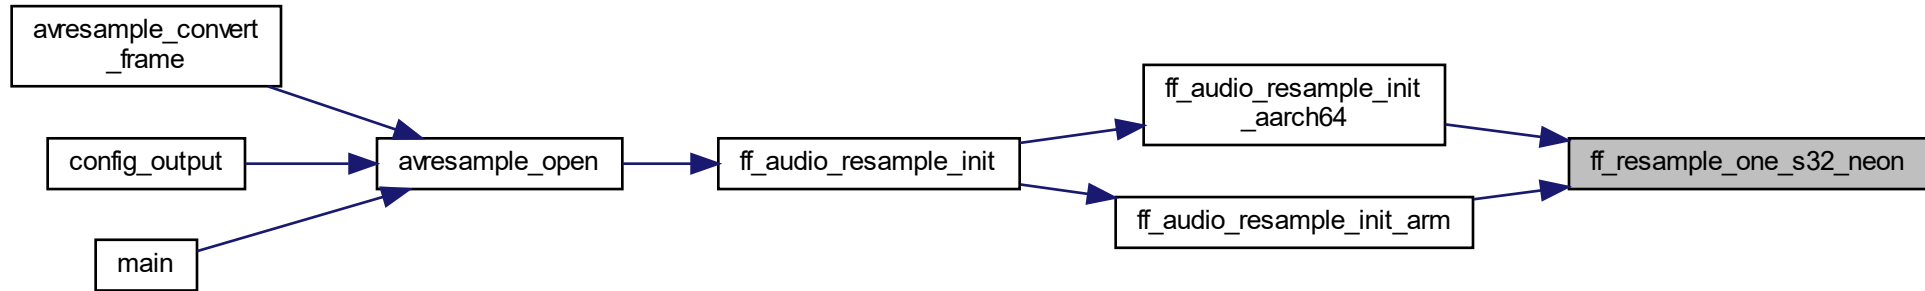 avresample_convert
_frame
config_output
main
avresample_open
ff_audio_resample_init
ff_audio_resample_init
_aarch64
ff_audio_resample_init_arm
ff_resample_one_s32_neon